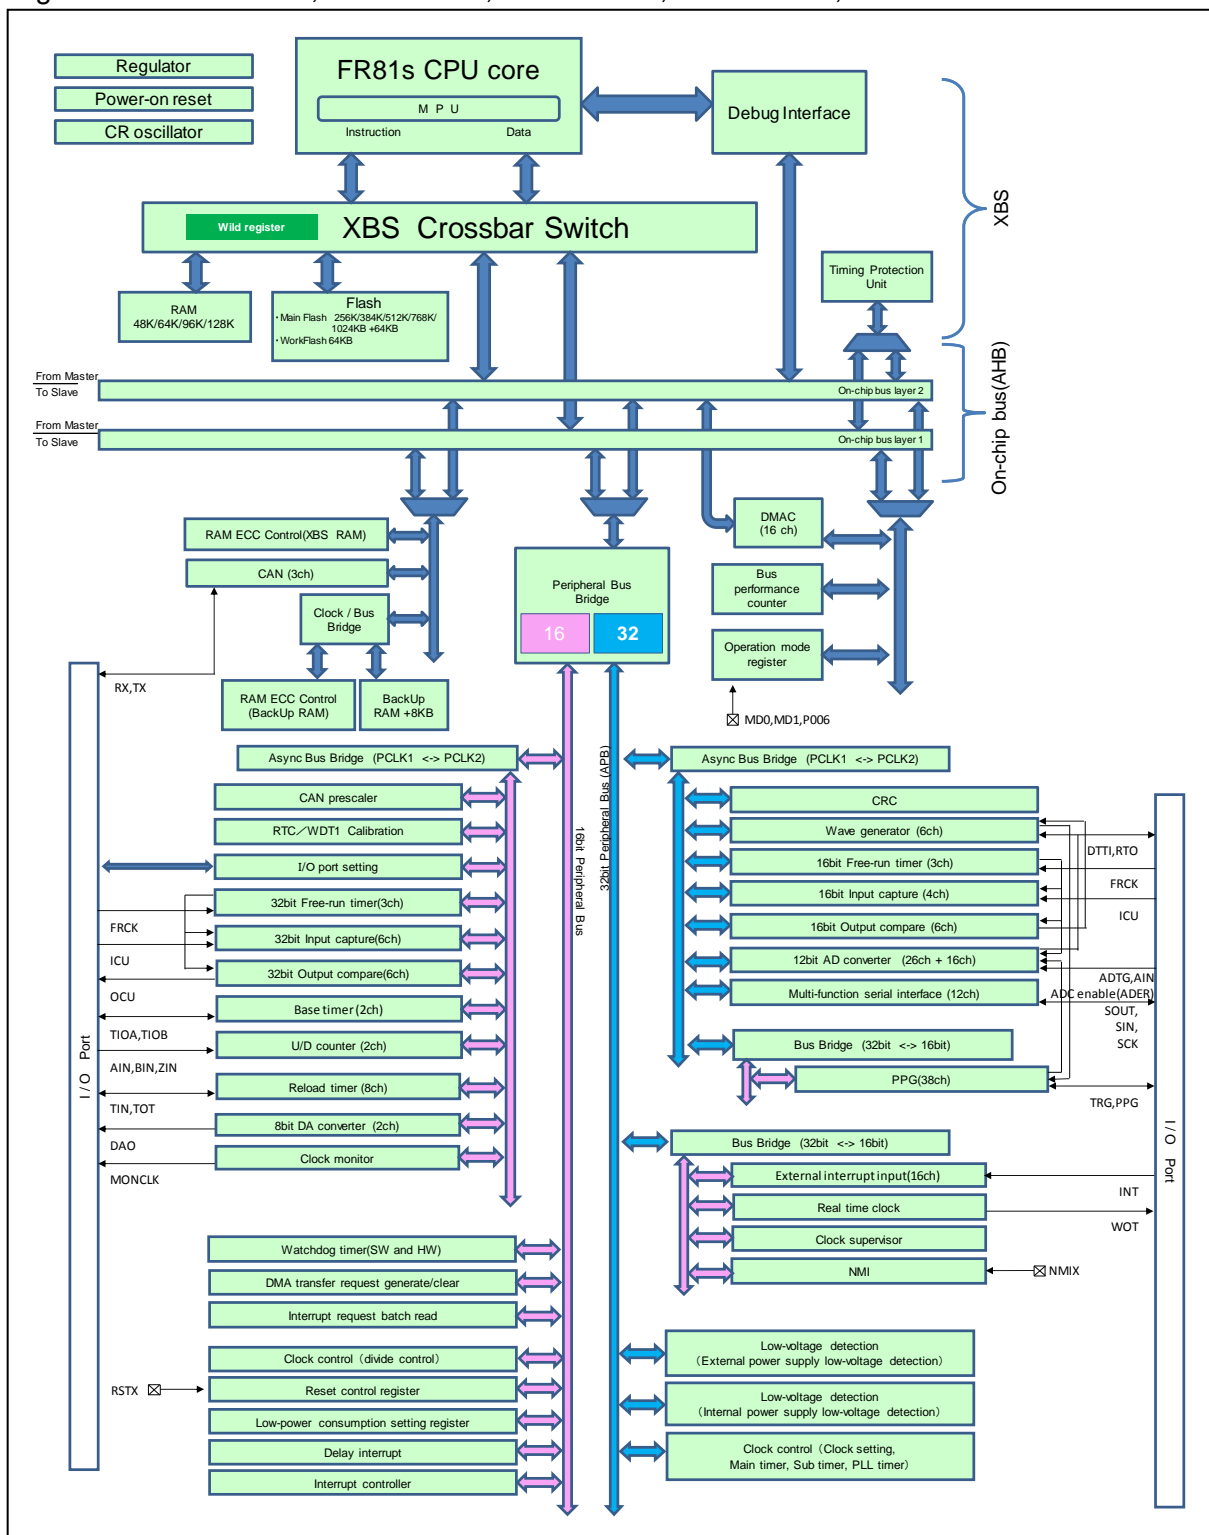 Regulator
Power-on reset
CR oscillator
FR81s CPU core
M P U
Instruction Data
Debug Interface
XBS
Wild register
XBS Crossbar Switch
Timing Protection
Unit
RAM
48K/64K/96K/128K
Flash
・Main Flash 256K/384K/512K/768K/
1024KB +64KB
・WorkFlash 64KB
On-chip bus(AHB)
From Master
To Slave
On-chip bus layer 2
From Master
To Slave
On-chip bus layer 1
RAM ECC Control(XBS RAM)
CAN (3ch)
Clock / Bus
Bridge
RAM ECC Control
(BackUp RAM)
BackUp
RAM +8KB
RX,TX
Peripheral Bus
Bridge
16
32
DMAC
(16 ch)
Bus
performance
counter
Operation mode
register
MD0,MD1,P006
16bit Peripheral Bus
32bit Peripheral Bus (APB)
I/O Port
Async Bus Bridge (PCLK1 <-> PCLK2)
CAN prescaler
RTC/WDT1 Calibration
I/O port setting
32bit Free-run timer(3ch)
FRCK
32bit Input capture(6ch)
ICU
32bit Output compare(6ch)
OCU
Base timer (2ch)
TIOA,TIOB
U/D counter (2ch)
AIN,BIN,ZIN
Reload timer (8ch)
TIN,TOT
8bit DA converter (2ch)
DAO
Clock monitor
MONCLK
Watchdog timer(SW and HW)
DMA transfer request generate/clear
Interrupt request batch read
Clock control（divide control）
RSTX
Reset control register
Low-power consumption setting register
Delay interrupt
Interrupt controller
Async Bus Bridge (PCLK1 <-> PCLK2)
CRC
Wave generator (6ch)
DTTI,RTO
16bit Free-run timer (3ch)
FRCK
16bit Input capture (4ch)
ICU
16bit Output compare (6ch)
12bit AD converter (26ch + 16ch)
ADTG,AIN
ADC enable(ADER)
Multi-function serial interface (12ch)
SOUT,
SIN,
SCK
Bus Bridge (32bit <-> 16bit)
PPG(38ch)
TRG,PPG
I/O Port
Bus Bridge (32bit <-> 16bit)
External interrupt input(16ch)
INT
Real time clock
WOT
Clock supervisor
NMI
NMIX
Low-voltage detection
（External power supply low-voltage detection）
Low-voltage detection
（Internal power supply low-voltage detection）
Clock control（Clock setting,
Main timer, Sub timer, PLL timer）